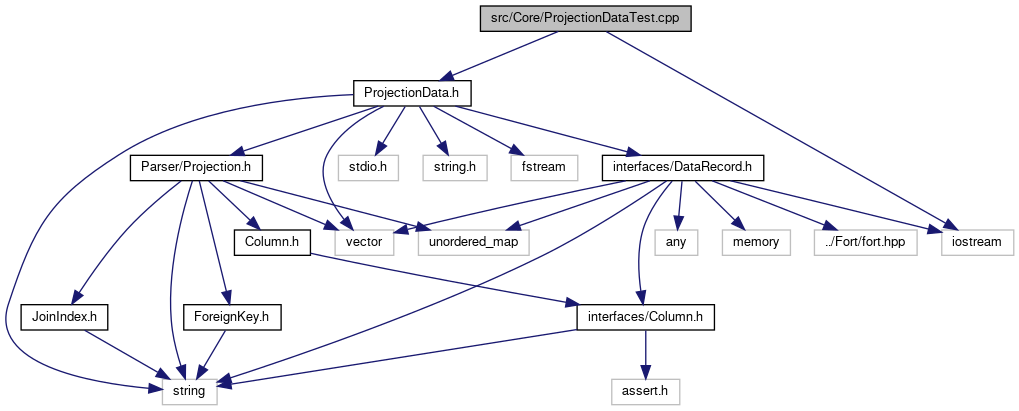 src/Core/ProjectionDataTest.cpp
ProjectionData.h
Parser/Projection.h
stdio.h
string.h
fstream
interfaces/DataRecord.h
Column.h
vector
unordered_map
any
memory
../Fort/fort.hpp
iostream
JoinIndex.h
ForeignKey.h
interfaces/Column.h
string
assert.h